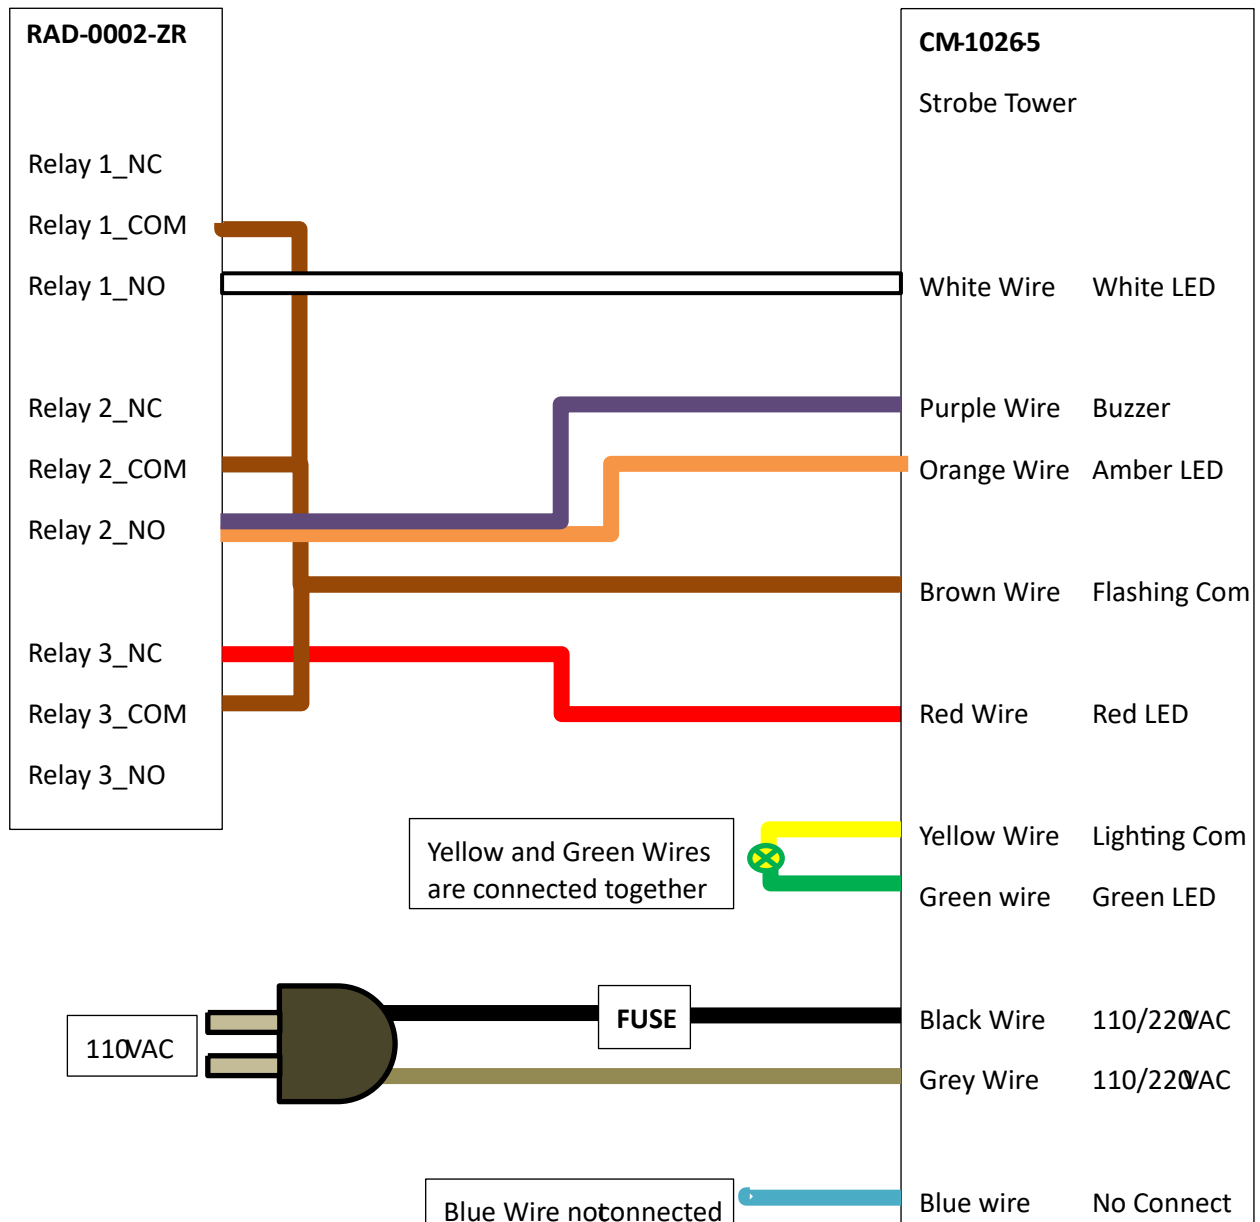 RAD-0002-ZR
Relay 1_NC
Relay 1_COM
Relay 1_NO
Relay 2_NC
Relay 2_COM
Relay 2_NO
Relay 3_NC
Relay 3_COM
Relay 3_NO
CM-10265
Strobe Tower
White Wire White LED
Purple Wire Buzzer
Orange Wire Amber LED
Brown Wire Flashing Com
Red Wire Red LED
Yellow Wire Lighting Com
Green wire Green LED
Black Wire 110/220VAC
Grey Wire 110/220VAC
Blue wire No Connect
Yellow and Green Wires
are connected together
FUSE
110VAC
Blue Wire not connected